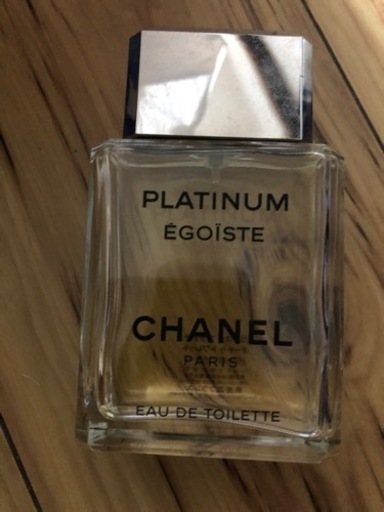 PLATINUM
ÉGOÏSTE
CHANEL
PARIS
EAU DE TOILETTE